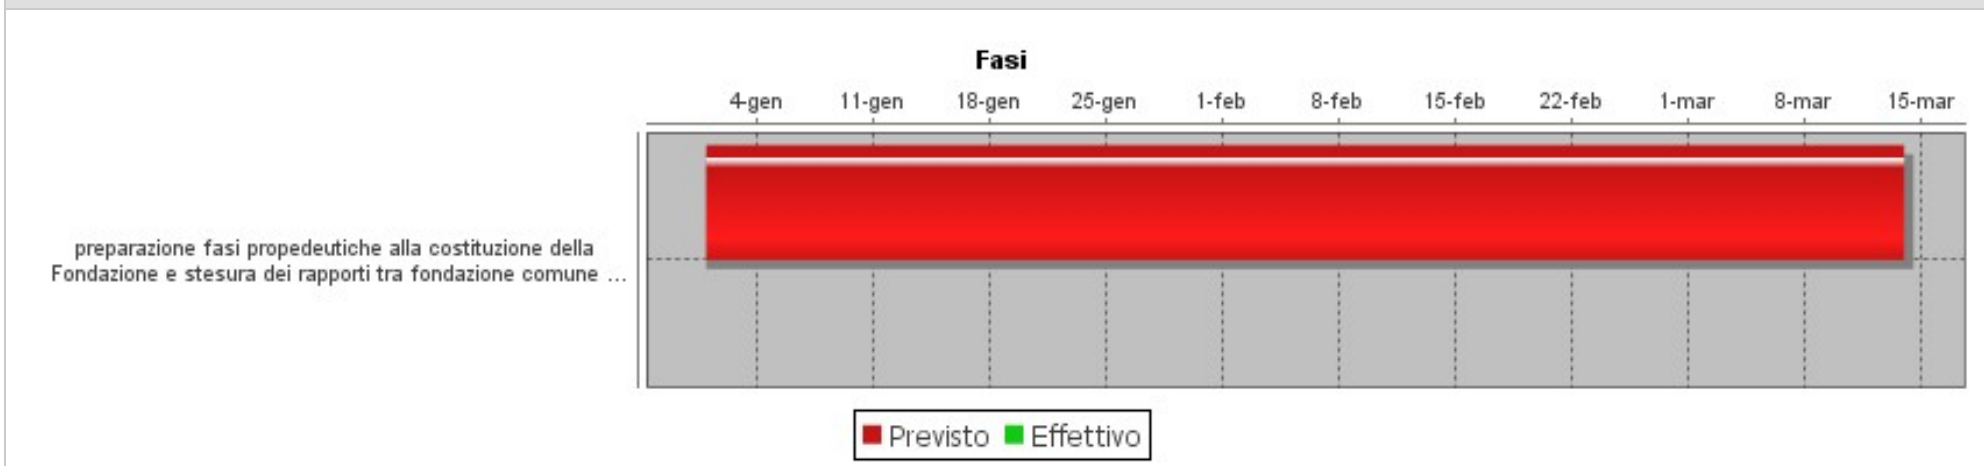 Fasi
4-gen 11-gen 18-gen 25-gen 1-feb 8-feb 15-feb 22-feb 1-mar 8-mar 15-mar
preparazione fasi propedeutiche alla costituzione della
Fondazione e stesura dei rapporti tra fondazione comune ...
Previsto Effettivo